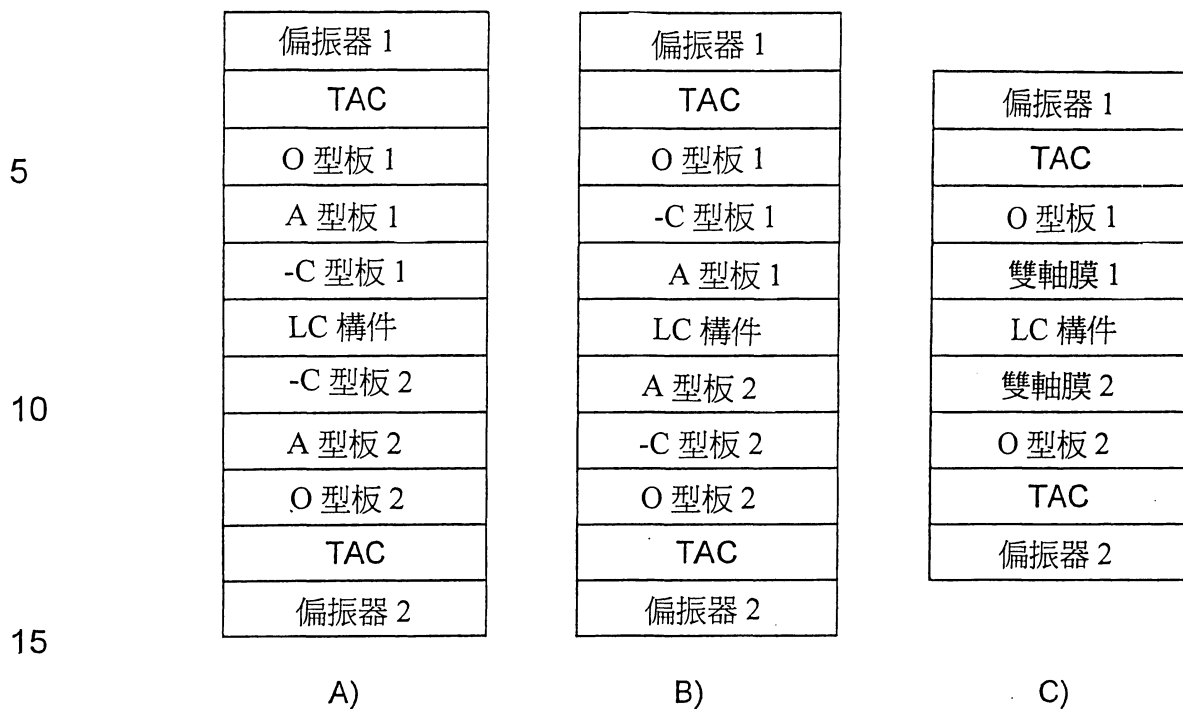 偏振器 1
TAC
O 型板 1
A 型板 1
-C 型板 1
LC 構件
-C 型板 2
A 型板 2
O 型板 2
TAC
偏振器 2
A)
偏振器 1
TAC
O 型板 1
-C 型板 1
A 型板 1
LC 構件
A 型板 2
-C 型板 2
O 型板 2
TAC
偏振器 2
B)
偏振器 1
TAC
O 型板 1
雙軸膜 1
LC 構件
雙軸膜 2
O 型板 2
TAC
偏振器 2
C)
5
10
15